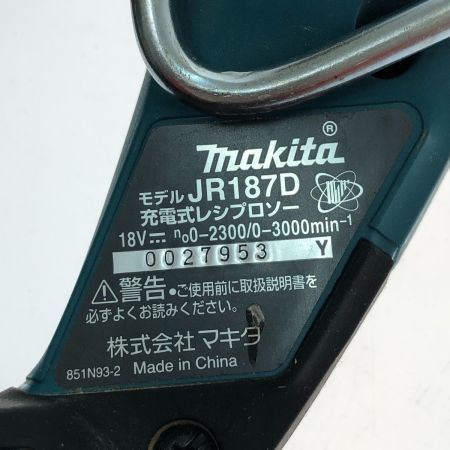 makita®
モデル JR187D
充電式レシプロソー
18V⎓ n₀0-2300/0-3000min⁻¹
0027953 Y
⚠警告・ご使用前に取扱説明書を
必ずよくお読みください。
株式会社 マキタ
851N93-2 Made in China